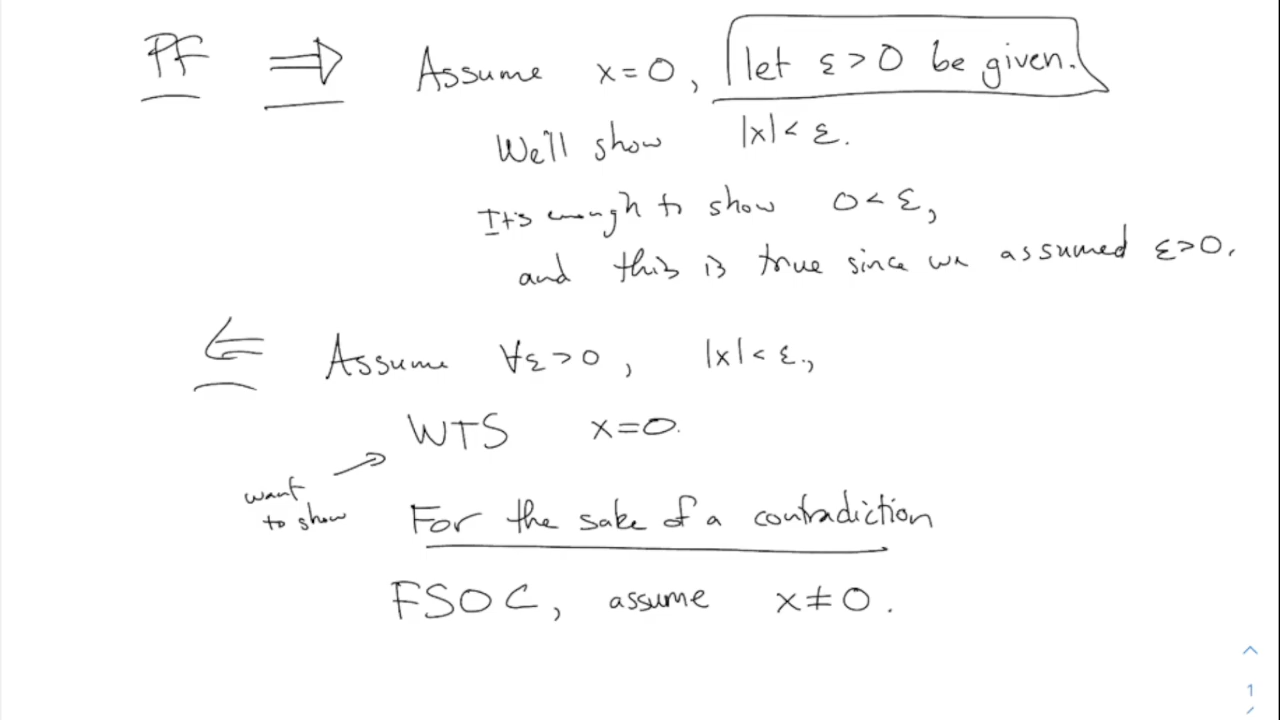 PF ⇒ Assume x=0, let ε>0 be given.
We'll show |x|<ε.
It's enough to show 0<ε,
and this is true since we assumed ε>0.
⇐ Assume ∀ε>0, |x|<ε.,
WTS x=0.
want
to show
For the sake of a contradiction
FSOC, assume x≠0.
1